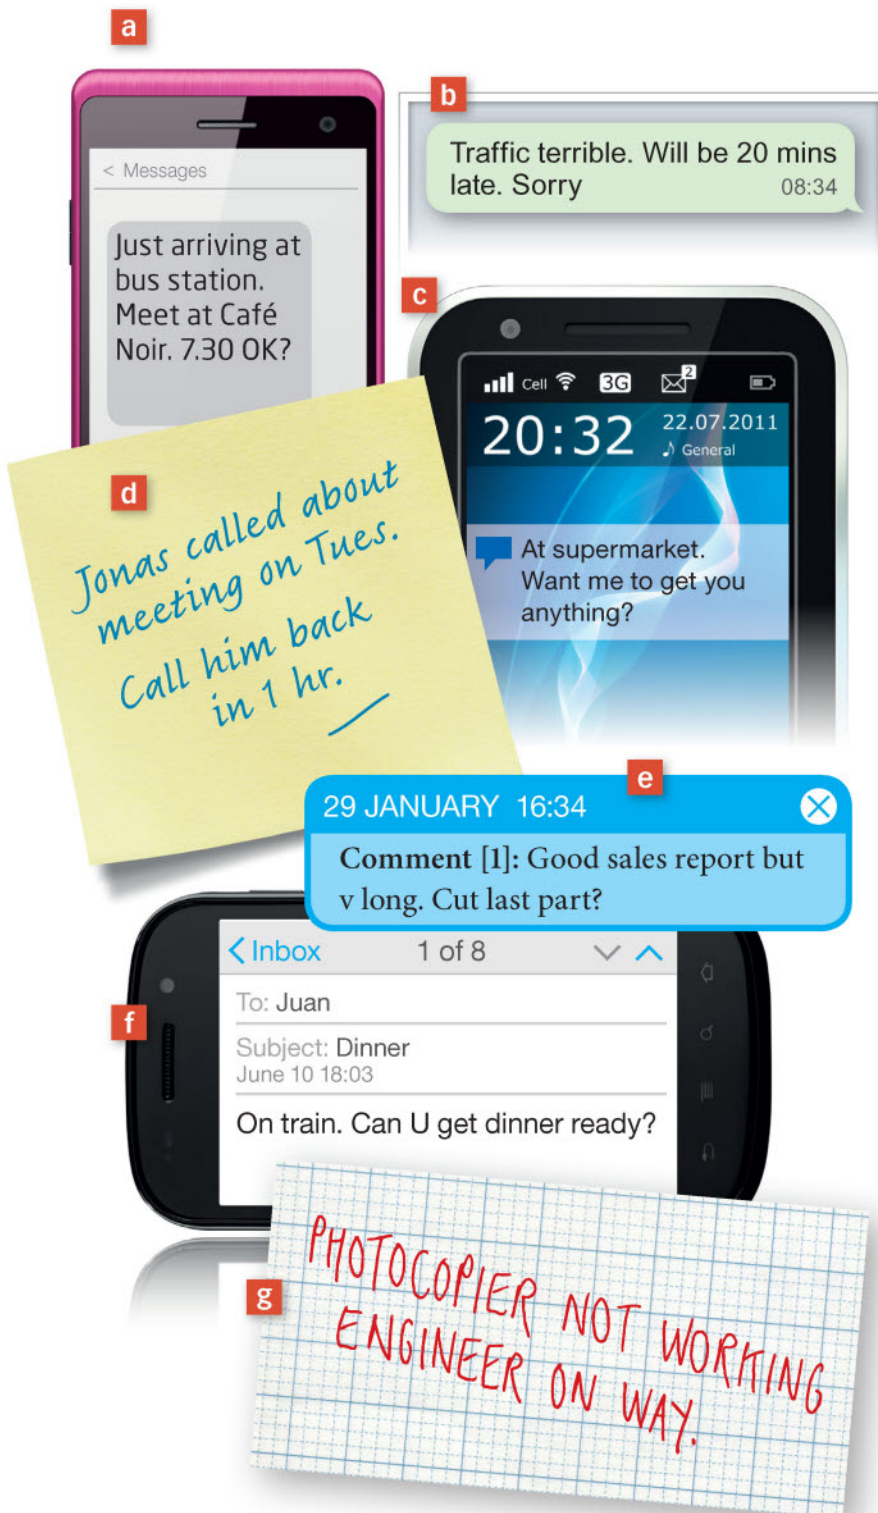 a
< Messages
Just arriving at
bus station.
Meet at Café
Noir. 7.30 OK?
b
Traffic terrible. Will be 20 mins
late. Sorry 08:34
c
Cell 3G 2
20:32 22.07.2011
♪ General
At supermarket.
Want me to get you
anything?
d
Jonas called about
meeting on Tues.
Call him back
in 1 hr.
e
29 JANUARY 16:34
Comment [1]: Good sales report but
v long. Cut last part?
f
Inbox 1 of 8
To: Juan
Subject: Dinner
June 10 18:03
On train. Can U get dinner ready?
g
PHOTOCOPIER NOT WORKING
ENGINEER ON WAY.